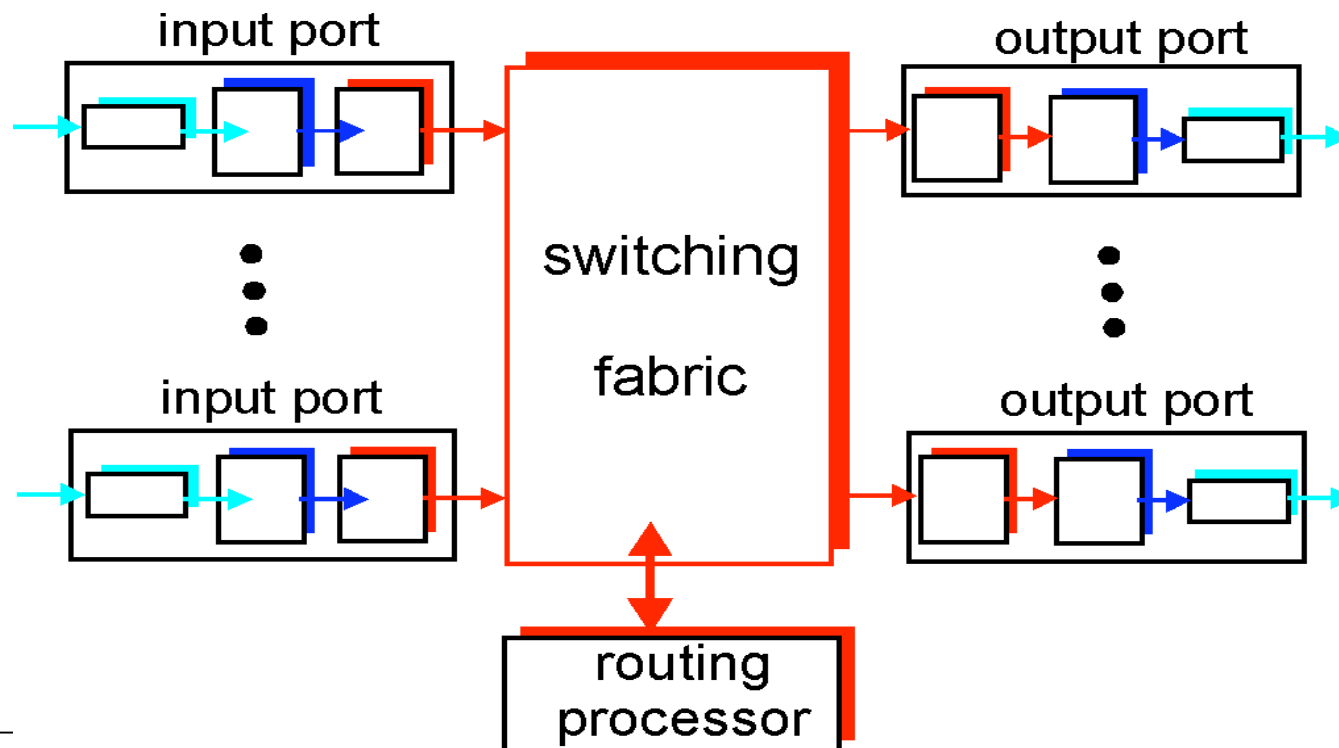 input port
output port
switching
fabric
input port
output port
routing
processor